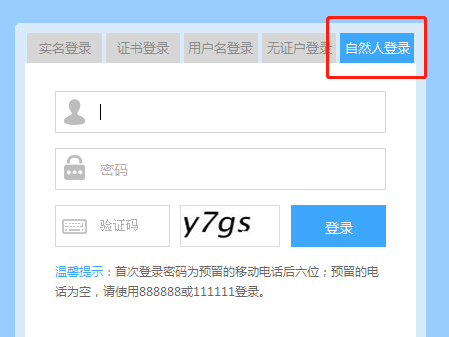 实名登录 证书登录 用户名登录 无证户登录 自然人登录
密码
验证码 y7gs 登录
温馨提示：首次登录密码为预留的移动电话后六位；预留的电
话为空，请使用888888或111111登录。